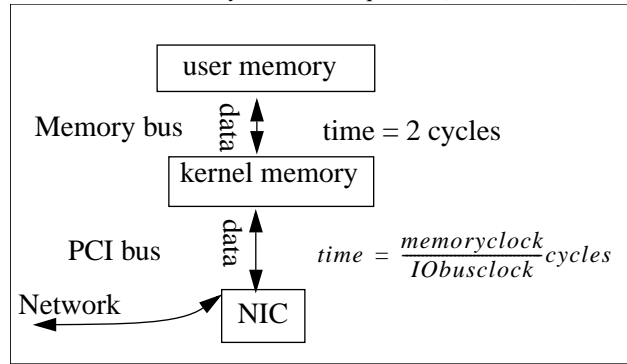 user memory
data
Memory bus
time = 2 cycles
kernel memory
data
PCI bus
time = memoryclock / IObusclock cycles
Network
NIC